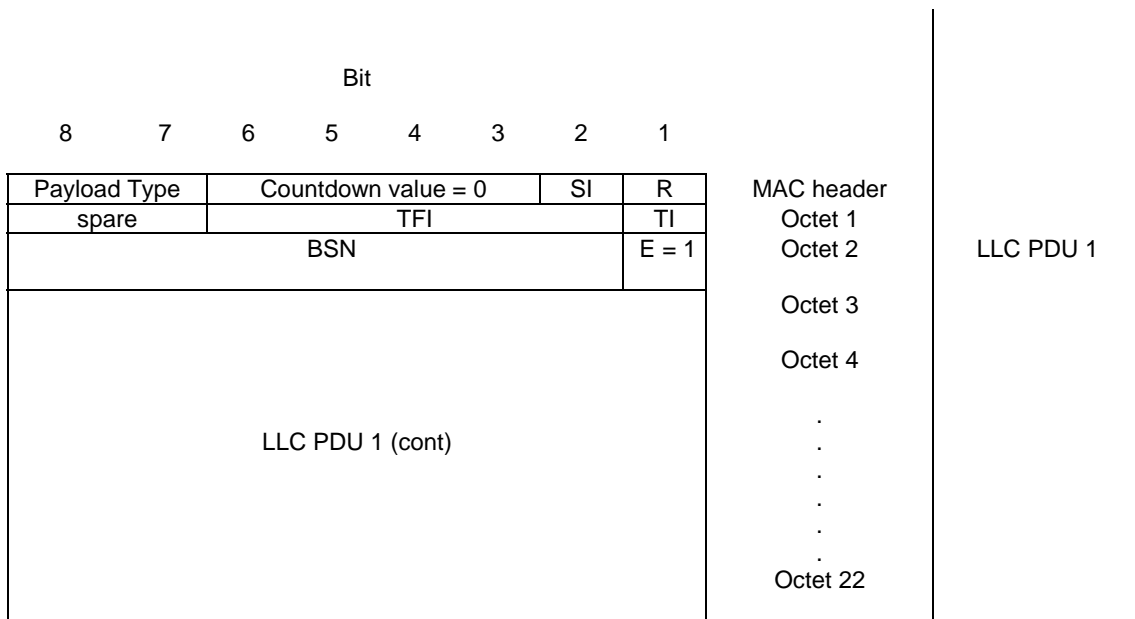 Bit
8 7 6 5 4 3 2 1
Payload Type Countdown value = 0 SI R MAC header
spare TFI TI Octet 1
BSN E = 1 Octet 2 LLC PDU 1
Octet 3
Octet 4
.
LLC PDU 1 (cont) .
.
.
.
.
Octet 22